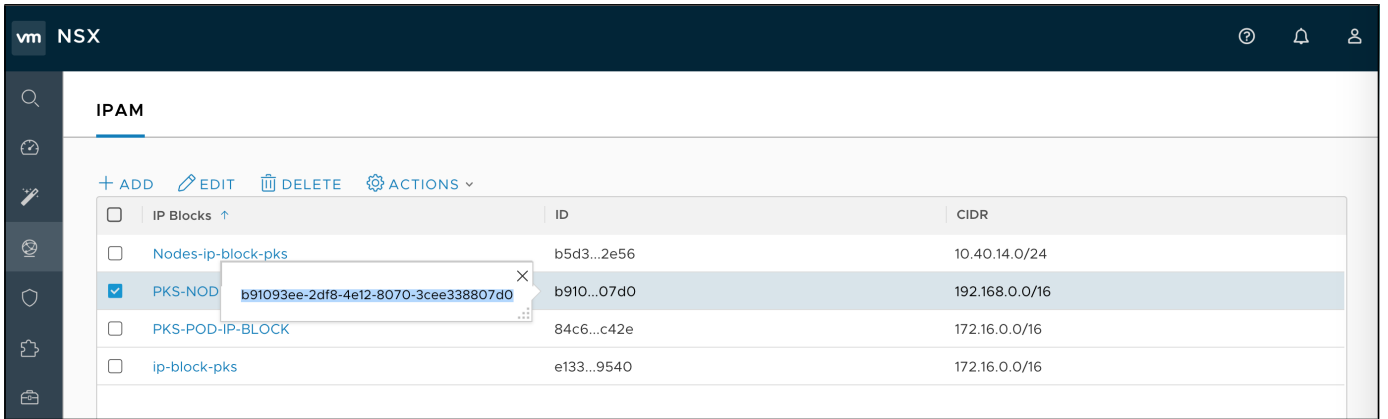 vm NSX
IPAM
ADD EDIT DELETE ACTIONS
IP Blocks ID CIDR
Nodes-ip-block-pks b5d3...2e56 10.40.14.0/24
b91093ee-2df8-4e12-8070-3cee338807d0
PKS-NOD b910...07d0 192.168.0.0/16
PKS-POD-IP-BLOCK 84c6...c42e 172.16.0.0/16
ip-block-pks e133...9540 172.16.0.0/16